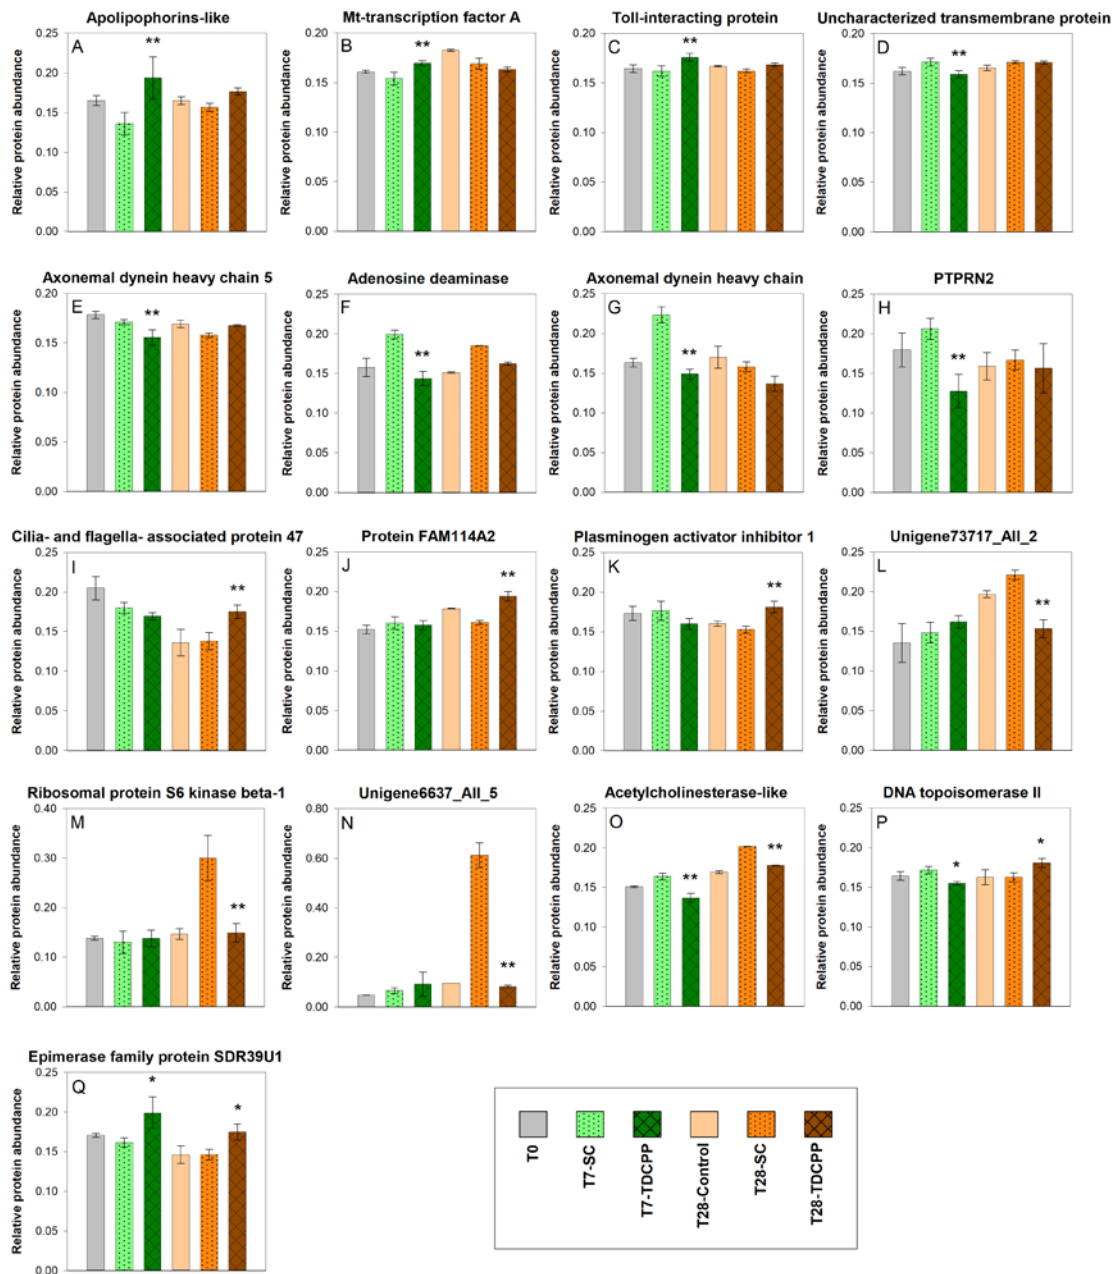 Apolipophorins-like
Mt-transcription factor A
Toll-interacting protein
Uncharacterized transmembrane protein
Relative protein abundance
0.25
0.20
0.15
0.10
0.05
0.00
A
**
Relative protein abundance
0.20
0.15
0.10
0.05
0.00
B
**
Relative protein abundance
0.20
0.15
0.10
0.05
0.00
C
**
Relative protein abundance
0.20
0.15
0.10
0.05
0.00
D
**
Axonemal dynein heavy chain 5
Adenosine deaminase
Axonemal dynein heavy chain
PTPRN2
Relative protein abundance
0.20
0.15
0.10
0.05
0.00
E
**
Relative protein abundance
0.25
0.20
0.15
0.10
0.05
0.00
F
**
Relative protein abundance
0.25
0.20
0.15
0.10
0.05
0.00
G
**
Relative protein abundance
0.25
0.20
0.15
0.10
0.05
0.00
H
**
Cilia- and flagella- associated protein 47
Protein FAM114A2
Plasminogen activator inhibitor 1
Unigene73717_All_2
Relative protein abundance
0.25
0.20
0.15
0.10
0.05
0.00
I
**
Relative protein abundance
0.25
0.20
0.15
0.10
0.05
0.00
J
**
Relative protein abundance
0.25
0.20
0.15
0.10
0.05
0.00
K
**
Relative protein abundance
0.25
0.20
0.15
0.10
0.05
0.00
L
**
Ribosomal protein S6 kinase beta-1
Unigene6637_All_5
Acetylcholinesterase-like
DNA topoisomerase II
Relative protein abundance
0.40
0.30
0.20
0.10
0.00
M
**
Relative protein abundance
0.80
0.60
0.40
0.20
0.00
N
**
Relative protein abundance
0.25
0.20
0.15
0.10
0.05
0.00
O
**
**
Relative protein abundance
0.25
0.20
0.15
0.10
0.05
0.00
P
*
*
Epimerase family protein SDR39U1
Relative protein abundance
0.25
0.20
0.15
0.10
0.05
0.00
Q
*
*
T0
T7-SC
T7-TDCPP
T28-Control
T28-SC
T28-TDCPP